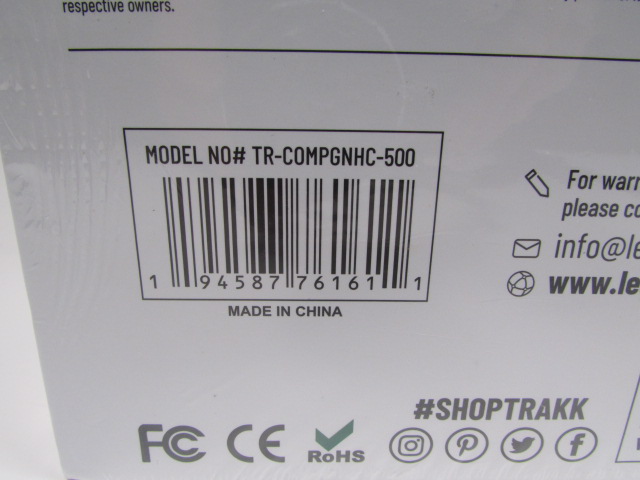 respective owners.
MODEL NO# TR-COMPGNHC-500
1 94587 76161 1
MADE IN CHINA
For warr
please co
info@le
www.le
#SHOPTRAKK
FC CE RoHS